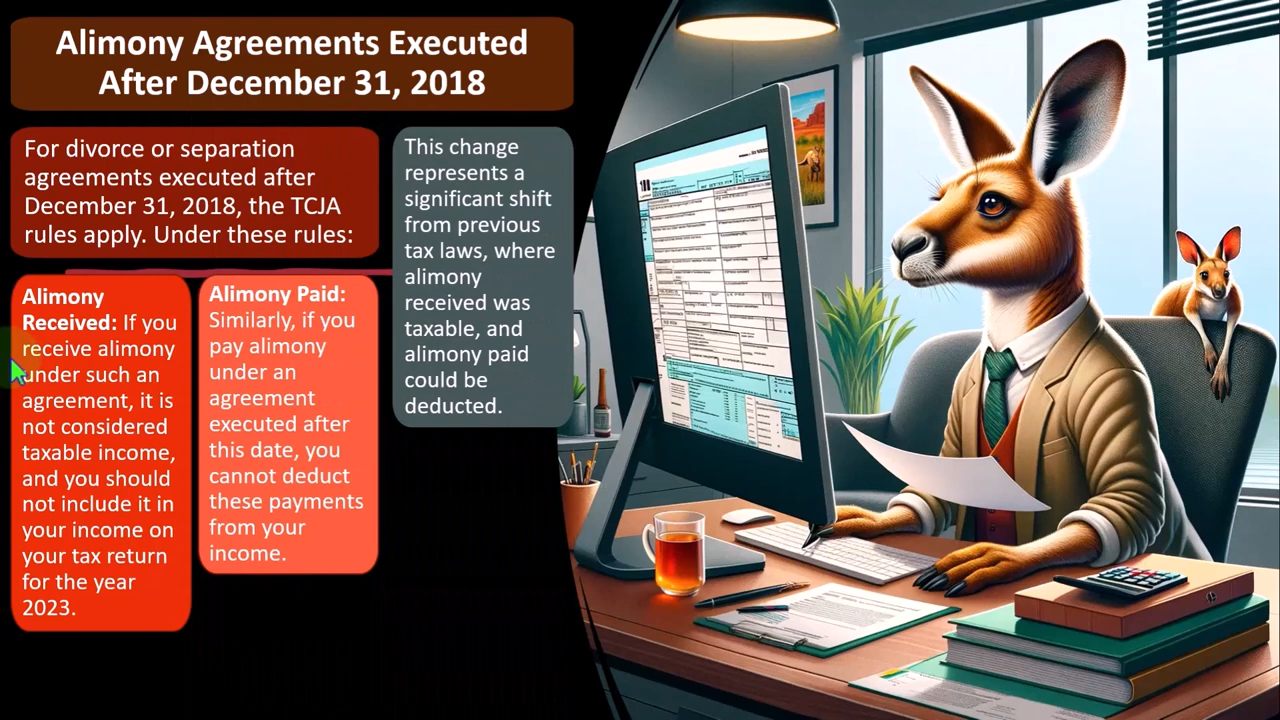 Alimony Agreements Executed
After December 31, 2018
For divorce or separation
agreements executed after
December 31, 2018, the TCJA
rules apply. Under these rules:
Alimony
Received: If you
receive alimony
under such an
agreement, it is
not considered
taxable income,
and you should
not include it in
your income on
your tax return
for the year
2023.
Alimony Paid:
Similarly, if you
pay alimony
under an
agreement
executed after
this date, you
cannot deduct
these payments
from your
income.
This change
represents a
significant shift
from previous
tax laws, where
alimony
received was
taxable, and
alimony paid
could be
deducted.